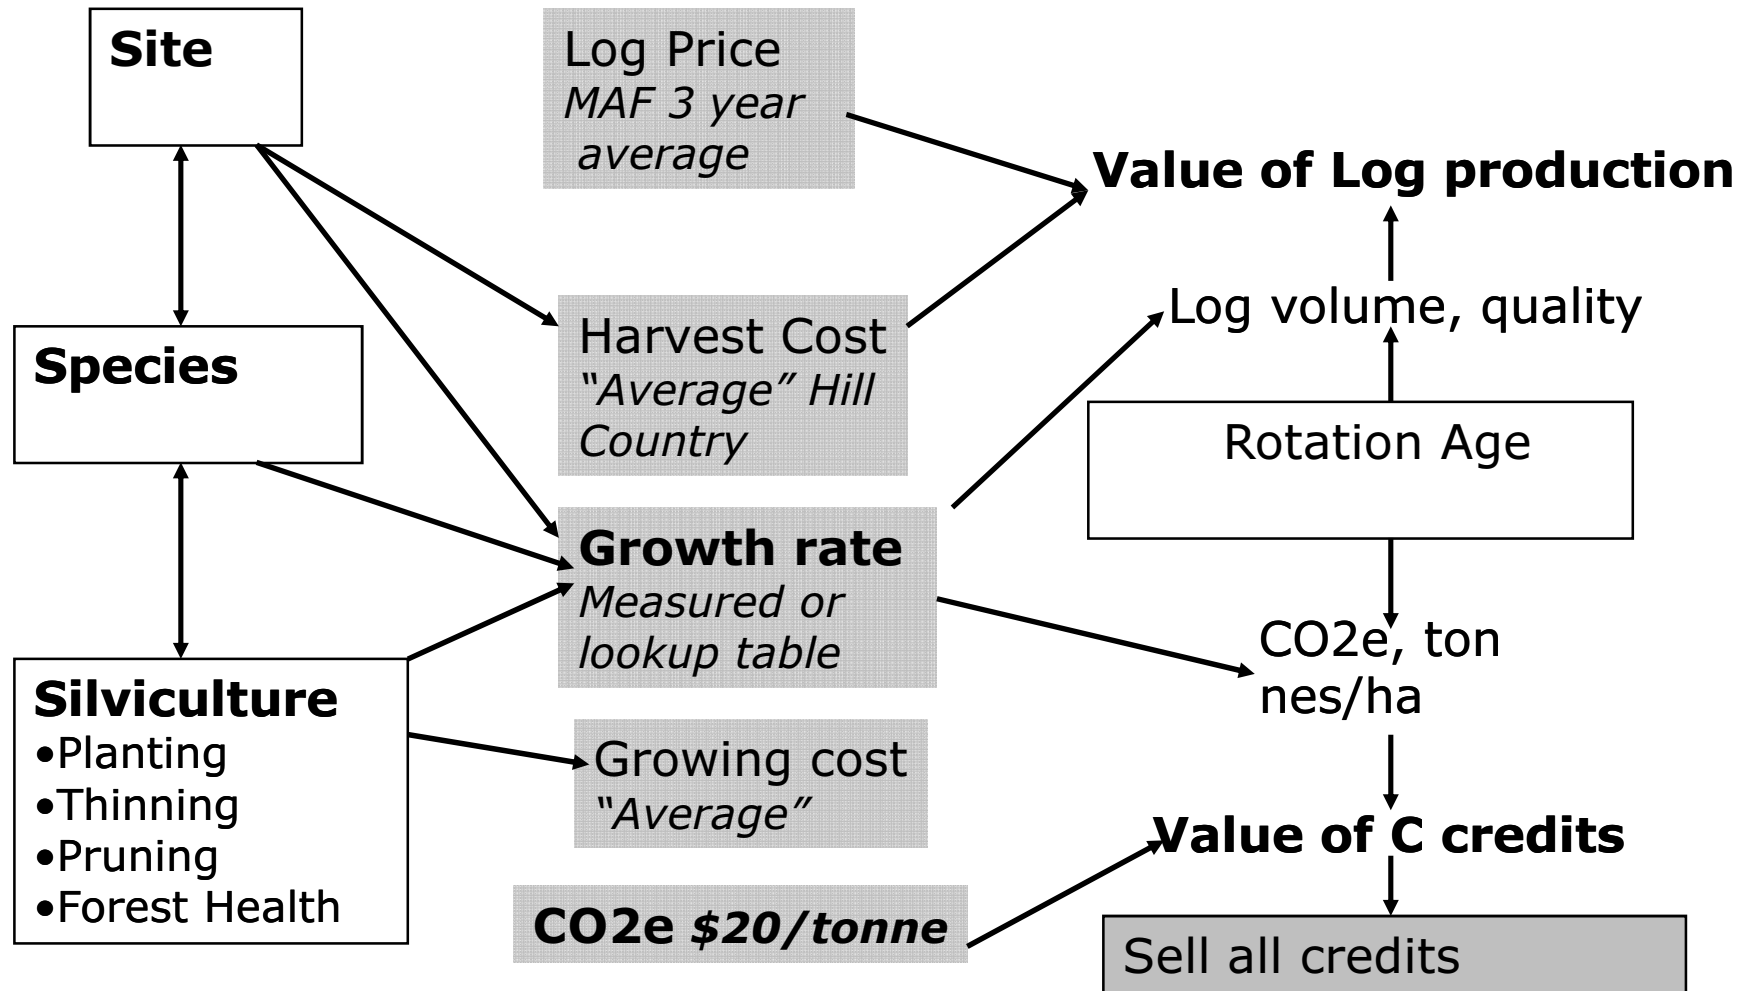 Site
Species
Silviculture
•Planting
•Thinning
•Pruning
•Forest Health
Log Price
MAF 3 year
average
Harvest Cost
“Average” Hill
Country
Growth rate
Measured or
lookup table
Growing cost
“Average”
CO2e $20/tonne
Value of Log production
Log volume, quality
Rotation Age
CO2e, ton
nes/ha
Value of C credits
Sell all credits